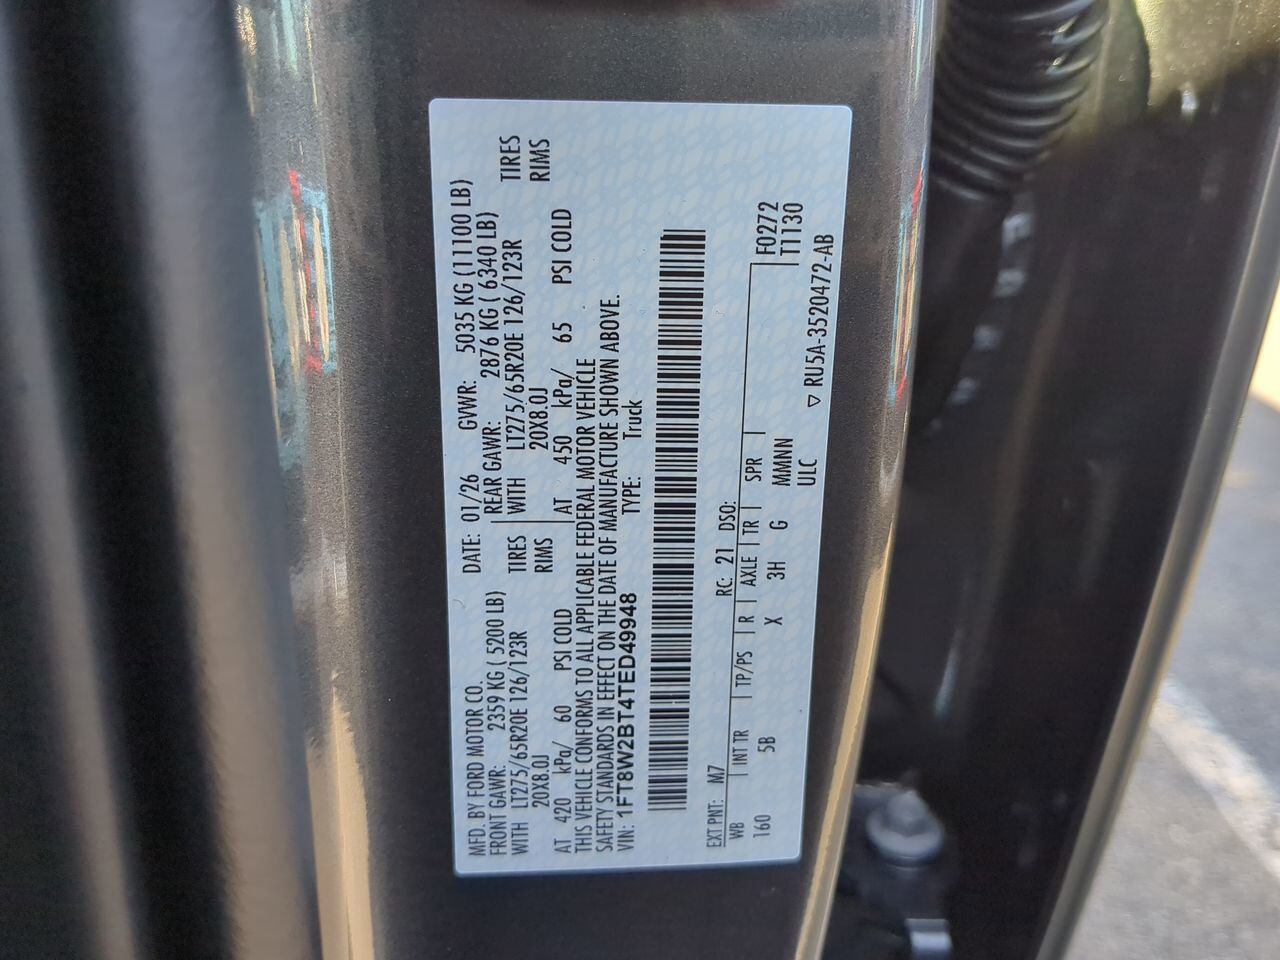 MFD. BY FORD MOTOR CO. DATE: 01/26 GVWR: 5035 KG (11100 LB)
FRONT GAWR: 2359 KG ( 5200 LB) REAR GAWR: 2876 KG ( 6340 LB)
WITH LT275/65R20E 126/123R TIRES WITH LT275/65R20E 126/123R TIRES
20X8.0J RIMS 20X8.0J RIMS
AT 420 kPa/ 60 PSI COLD AT 450 kPa/ 65 PSI COLD
THIS VEHICLE CONFORMS TO ALL APPLICABLE FEDERAL MOTOR VEHICLE
SAFETY STANDARDS IN EFFECT ON THE DATE OF MANUFACTURE SHOWN ABOVE.
VIN: 1FT8W2BT4TED49948 TYPE: Truck
EXT PNT: M7 RC: 21 DSO:
WB INT TR TP/PS R AXLE TR SPR F0272
160 5B X 3H G MMNN T1130
ULC ▽ RU5A-3520472-AB